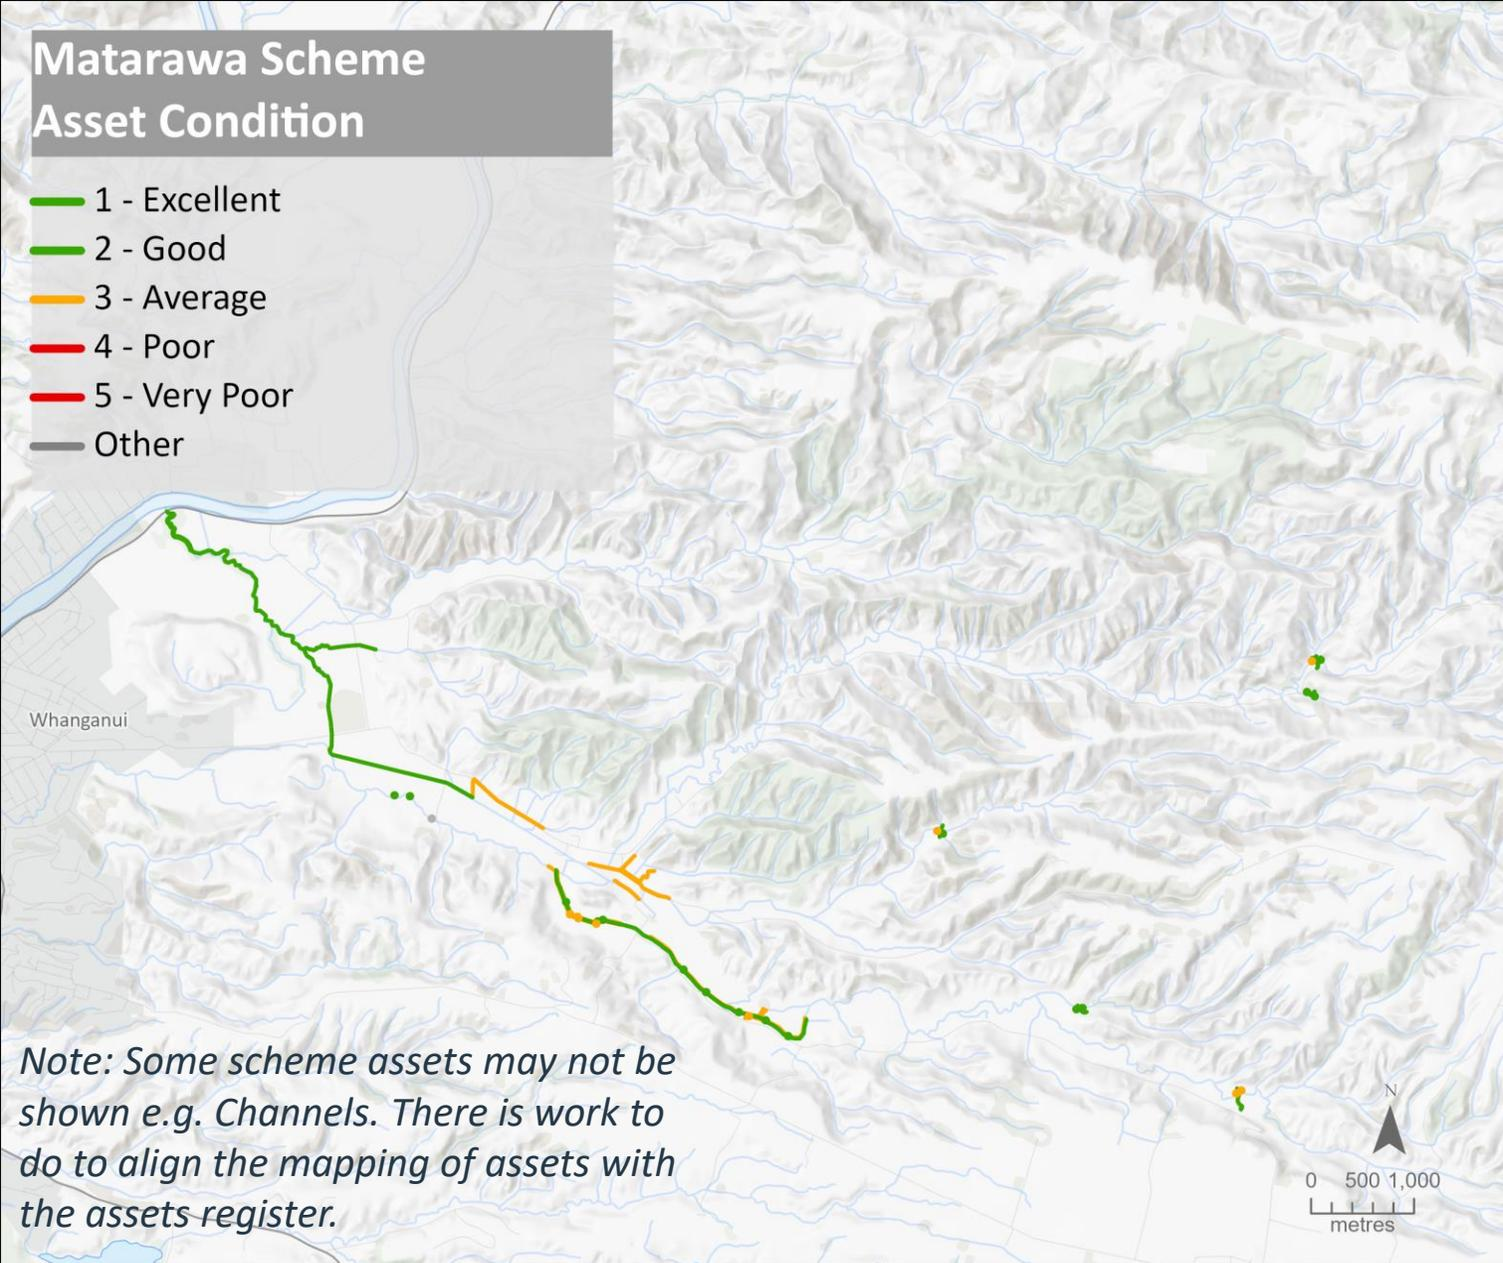 Matarawa Scheme
Asset Condition
1 - Excellent
2 - Good
3 - Average
4 - Poor
5 - Very Poor
Other
Whanganui
Note: Some scheme assets may not be
shown e.g. Channels. There is work to
do to align the mapping of assets with
the assets register.
N
0 500 1,000
metres